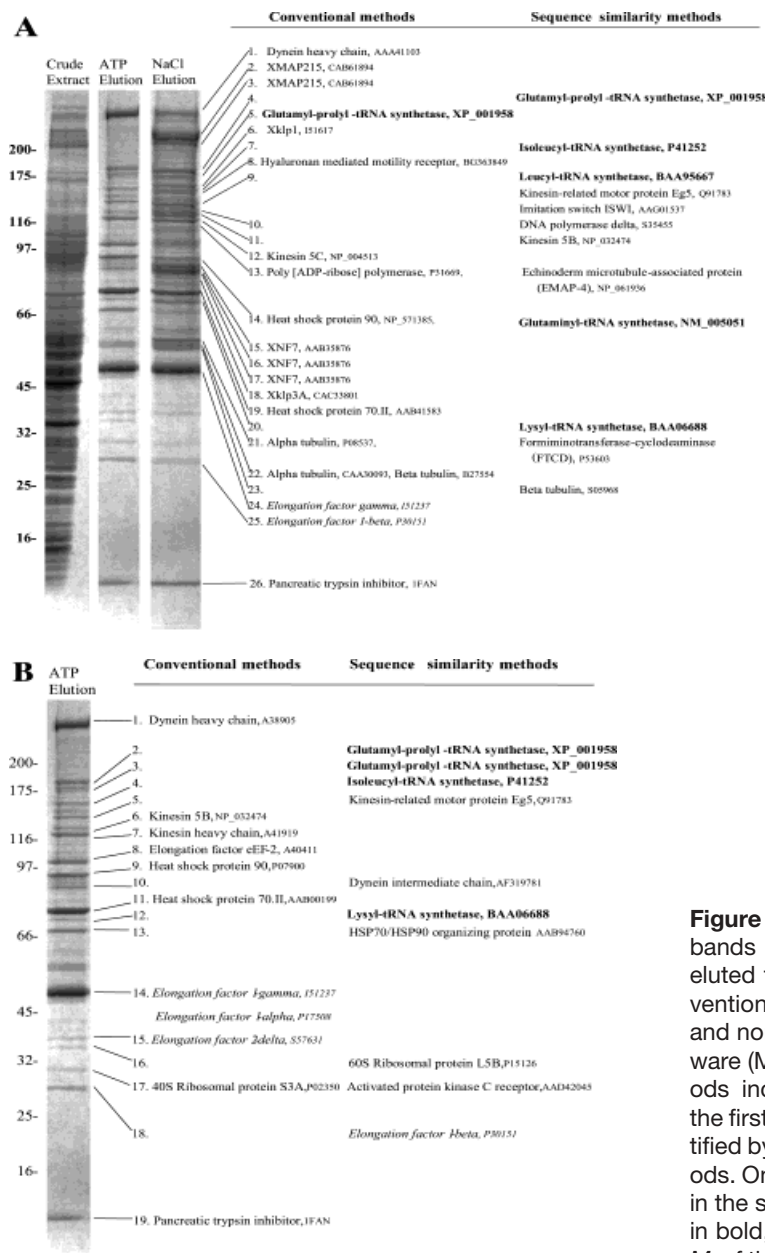 A
Conventional methods
Sequence similarity methods
Crude Extract
ATP Elution
NaCl Elution
200-
175-
116-
97-
66-
45-
32-
25-
16-
1. Dynein heavy chain, AAA41103
2. XMAP215, CAB61894
3. XMAP215, CAB61894
4. Glutamyl-prolyl -tRNA synthetase, XP_001958
5. Glutamyl-prolyl -tRNA synthetase, XP_001958
6. Xklp1, I51617
7. Isoleucyl-tRNA synthetase, P41252
8. Hyaluronan mediated motility receptor, BG363849
9. Leucyl-tRNA synthetase, BAA95667
Kinesin-related motor protein Eg5, Q91783
Imitation switch ISWI, AAG01537
10. DNA polymerase delta, S35455
11. Kinesin 5B, NP_032474
12. Kinesin 5C, NP_004513
13. Poly [ADP-ribose] polymerase, P31669,
Echinoderm microtubule-associated protein
(EMAP-4), NP_061936
14. Heat shock protein 90, NP_571385,
Glutaminyl-tRNA synthetase, NM_005051
15. XNF7, AAB35876
16. XNF7, AAB35876
17. XNF7, AAB35876
18. Xklp3A, CAC33801
19. Heat shock protein 70.II, AAB41583
20. Lysyl-tRNA synthetase, BAA06688
21. Alpha tubulin, P08537,
Formiminotransferase-cyclodeaminase
(FTCD), P53603
22. Alpha tubulin, CAA30093, Beta tubulin, B27554
23. Beta tubulin, S05968
24. Elongation factor gamma, I51237
25. Elongation factor 1-beta, P30151
26. Pancreatic trypsin inhibitor, 1FAN
B
ATP Elution
Conventional methods
Sequence similarity methods
200-
175-
116-
97-
66-
45-
32-
25-
16-
1. Dynein heavy chain, A38905
2. Glutamyl-prolyl -tRNA synthetase, XP_001958
3. Glutamyl-prolyl -tRNA synthetase, XP_001958
4. Isoleucyl-tRNA synthetase, P41252
5. Kinesin-related motor protein Eg5, Q91783
6. Kinesin 5B, NP_032474
7. Kinesin heavy chain, A41919
8. Elongation factor eEF-2, A40411
9. Heat shock protein 90, P07900
10. Dynein intermediate chain, AF319781
11. Heat shock protein 70.II, AAB00199
12. Lysyl-tRNA synthetase, BAA06688
13. HSP70/HSP90 organizing protein AAB94760
14. Elongation factor 1-gamma, I51237
Elongation factor 1-alpha, P17508
15. Elongation factor 2delta, S57631
16. 60S Ribosomal protein L5B, P15126
17. 40S Ribosomal protein S3A, P02350 Activated protein kinase C receptor, AAD42045
18. Elongation factor 1-beta, P30151
19. Pancreatic trypsin inhibitor, 1FAN
Figure
bands
eluted
vention
and no
ware (M
ods inc
the first
tified by
ods. Or
in the s
in bold.